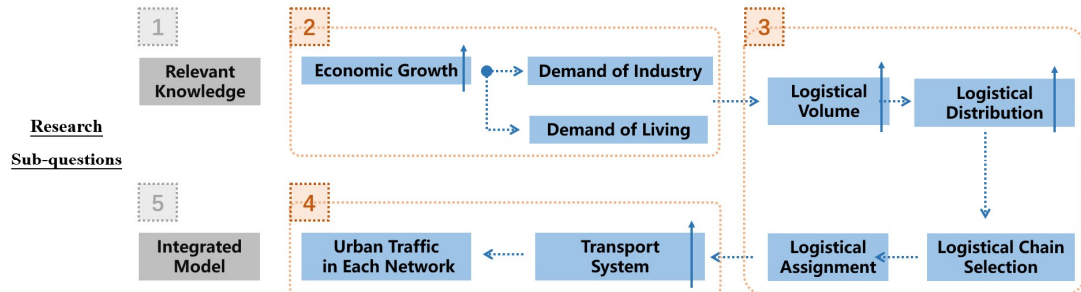 1
2
3
Relevant
Knowledge
Economic Growth
Demand of Industry
Demand of Living
Logistical
Volume
Logistical
Distribution
Research
Sub-questions
5
4
Integrated
Model
Urban Traffic
in Each Network
Transport
System
Logistical
Assignment
Logistical Chain
Selection